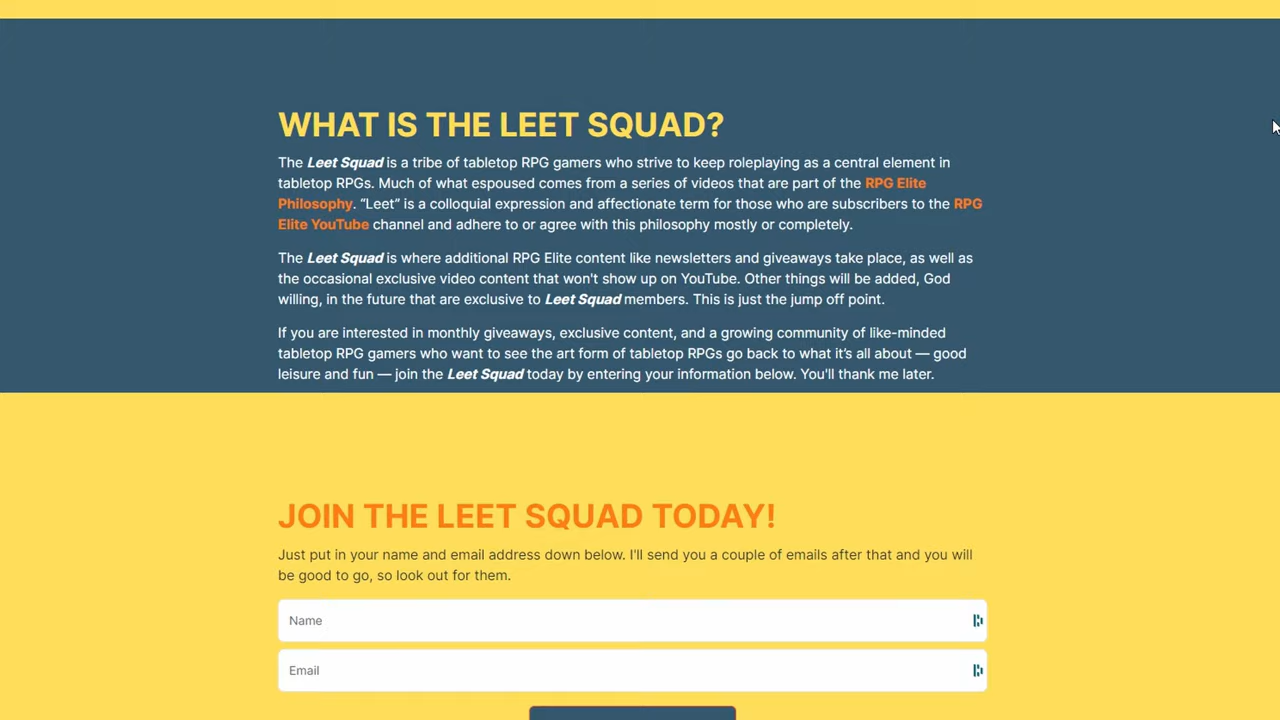 WHAT IS THE LEET SQUAD?
The Leet Squad is a tribe of tabletop RPG gamers who strive to keep roleplaying as a central element in
tabletop RPGs. Much of what espoused comes from a series of videos that are part of the RPG Elite
Philosophy. “Leet” is a colloquial expression and affectionate term for those who are subscribers to the RPG
Elite YouTube channel and adhere to or agree with this philosophy mostly or completely.
The Leet Squad is where additional RPG Elite content like newsletters and giveaways take place, as well as
the occasional exclusive video content that won't show up on YouTube. Other things will be added, God
willing, in the future that are exclusive to Leet Squad members. This is just the jump off point.
If you are interested in monthly giveaways, exclusive content, and a growing community of like-minded
tabletop RPG gamers who want to see the art form of tabletop RPGs go back to what it’s all about — good
leisure and fun — join the Leet Squad today by entering your information below. You'll thank me later.
JOIN THE LEET SQUAD TODAY!
Just put in your name and email address down below. I'll send you a couple of emails after that and you will
be good to go, so look out for them.
Name
Email